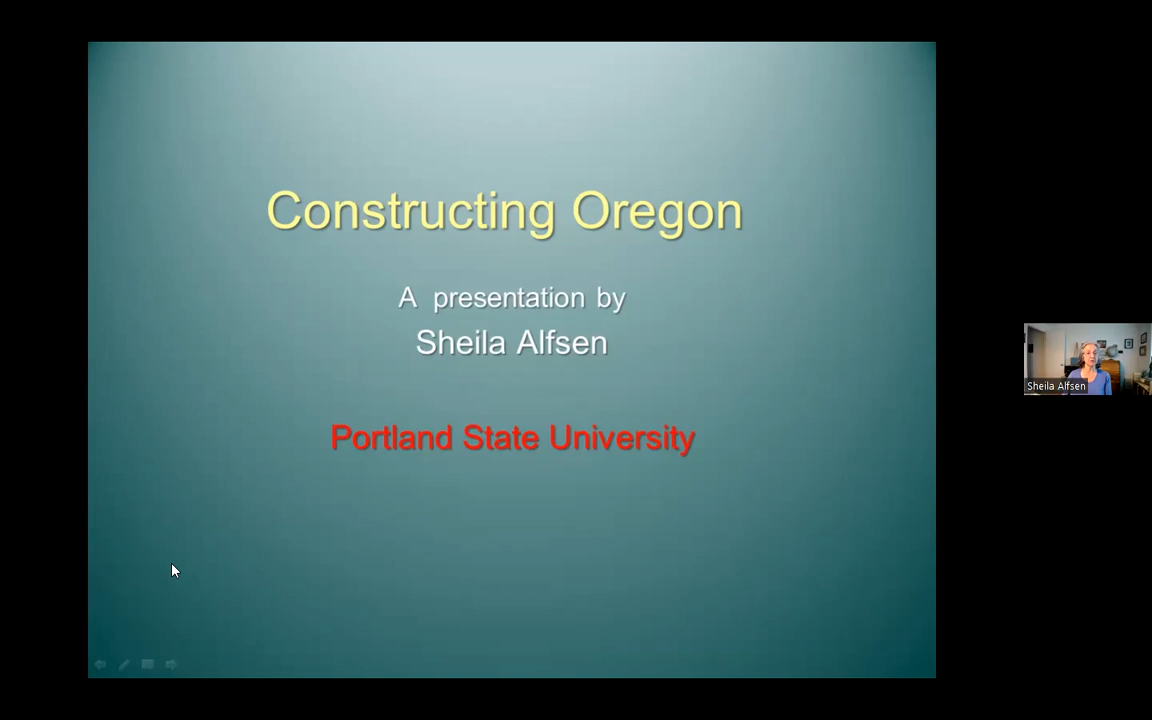 Constructing Oregon
A presentation by
Sheila Alfsen
Portland State University
Sheila Alfsen